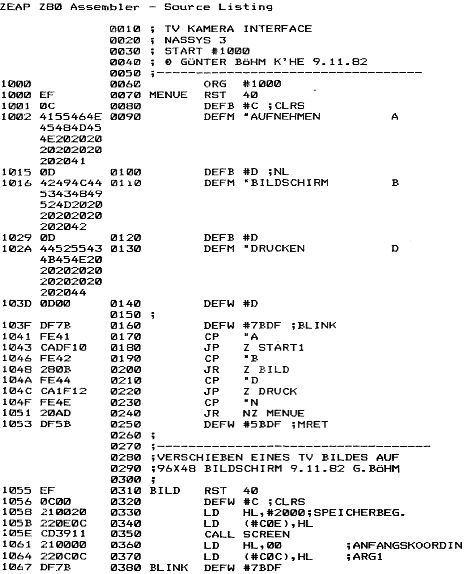 ZEAP Z80 Assembler - Source Listing
0010 ; TV KAMERA INTERFACE
0020 ; NASSYS 3
0030 ; START #1000
0040 ; © GüNTER BöHM K'HE 9.11.82
0050 ;---------------------------------
1000 0060 ORG #1000
1000 EF 0070 MENUE RST 40
1001 0C 0080 DEFB #C ;CLRS
1002 4155464E 0090 DEFM "AUFNEHMEN A
45484D45
4E202020
20202020
202041
1015 0D 0100 DEFB #D ;NL
1016 42494C44 0110 DEFM "BILDSCHIRM B
53434849
524D2020
20202020
202042
1029 0D 0120 DEFB #D
102A 44525543 0130 DEFM "DRUCKEN D
4B454E20
20202020
20202020
202044
103D 0D00 0140 DEFW #D
0150 ;
103F DF7B 0160 DEFW #7BDF ;BLINK
1041 FE41 0170 CP "A
1043 CADF10 0180 JP Z START1
1046 FE42 0190 CP "B
1048 280B 0200 JR Z BILD
104A FE44 0210 CP "D
104C CA1F12 0220 JP Z DRUCK
104F FE4E 0230 CP "N
1051 20AD 0240 JR NZ MENUE
1053 DF5B 0250 DEFW #5BDF ;MRET
0260 ;
0270 ;---------------------------------
0280 ;VERSCHIEBEN EINES TV BILDES AUF
0290 ;96X48 BILDSCHIRM 9.11.82 G.BöHM
0300 ;
1055 EF 0310 BILD RST 40
1056 0C00 0320 DEFW #C ;CLRS
1058 210020 0330 LD HL,#2000;SPEICHERBEG.
105B 220E0C 0340 LD (#C0E),HL
105E CD3911 0350 CALL SCREEN
1061 210000 0360 LD HL,00 ;ANFANGSKOORDIN
1064 220C0C 0370 LD (#C0C),HL ;ARG1
1067 DF7B 0380 BLINK DEFW #7BDF